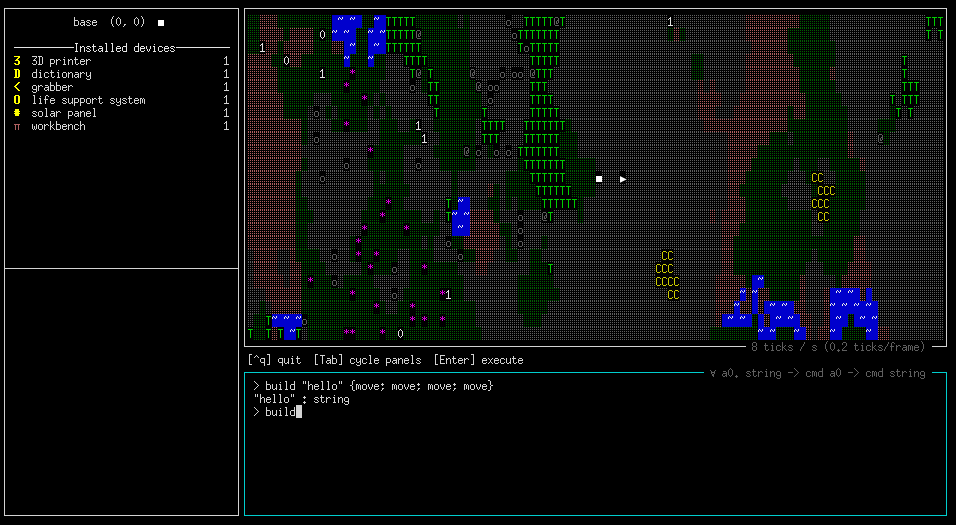 base (0, 0) ■
Installed devices
3 3D printer 1
D dictionary 1
< grabber 1
O life support system 1
# solar panel 1
π workbench 1
8 ticks / s (0.2 ticks/frame)
[^q] quit [Tab] cycle panels [Enter] execute
∀ a0. string -> cmd a0 -> cmd string
> build "hello" {move; move; move; move}
"hello" : string
> build